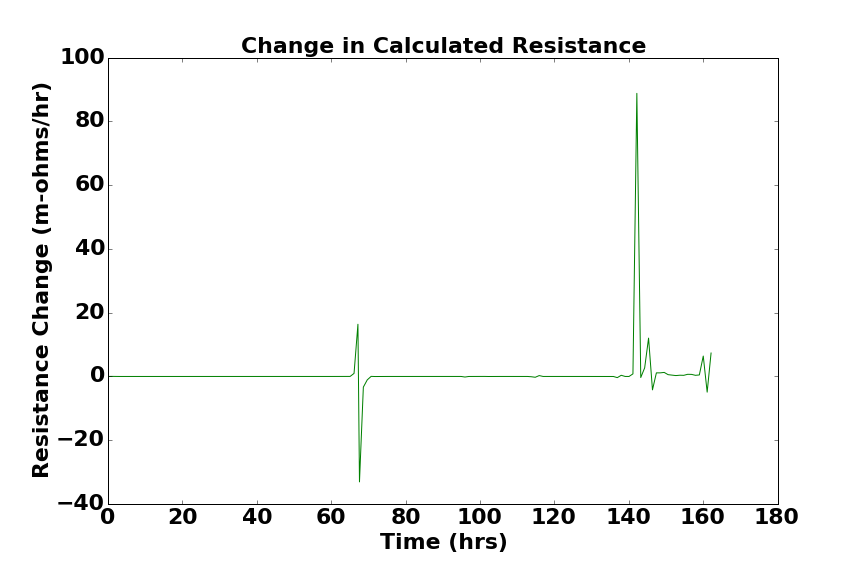 Change in Calculated Resistance
100
80
60
40
20
0
−20
−40
Resistance Change (m-ohms/hr)
0 20 40 60 80 100 120 140 160 180
Time (hrs)